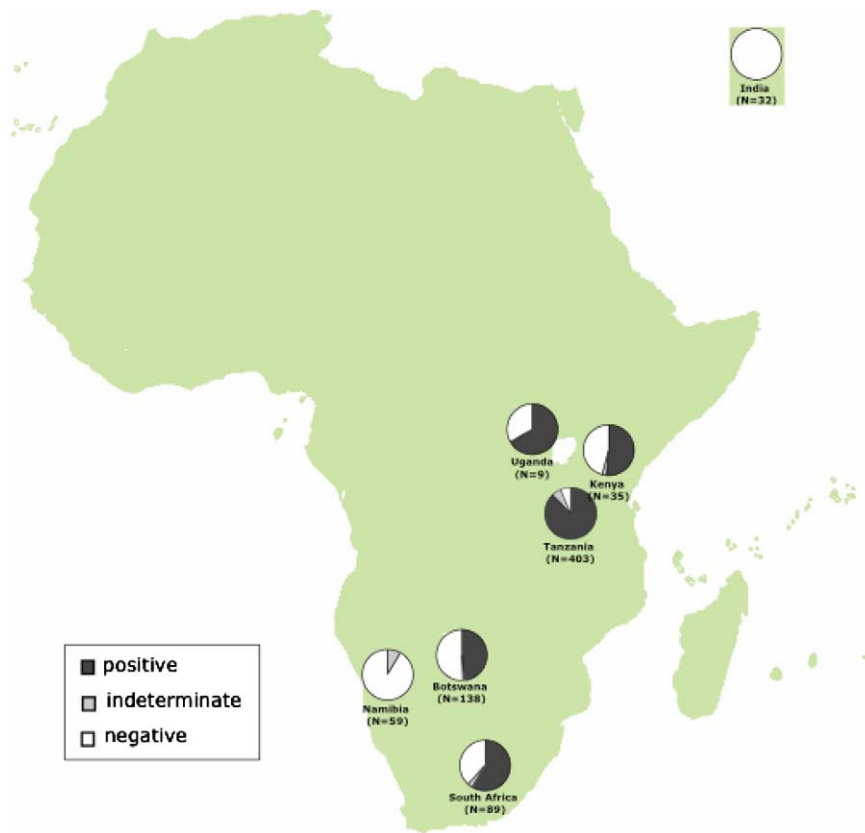 India
(N=32)
Uganda
(N=9)
Kenya
(N=35)
Tanzania
(N=403)
Botswana
(N=138)
Namibia
(N=59)
South Africa
(N=89)
positive
indeterminate
negative